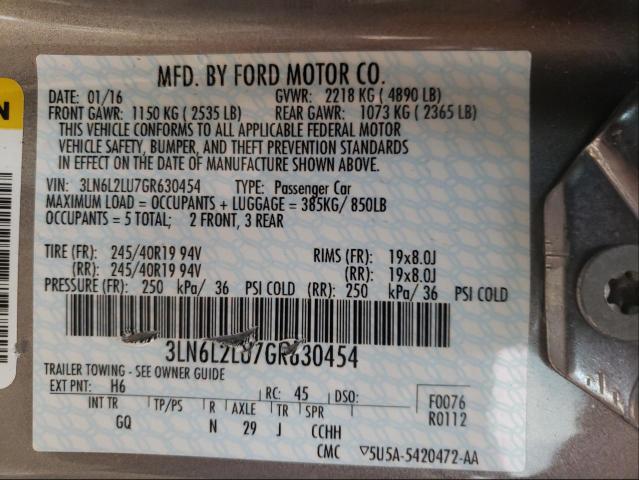 MFD. BY FORD MOTOR CO.
DATE: 01/16 GVWR: 2218 KG ( 4890 LB)
FRONT GAWR: 1150 KG ( 2535 LB) REAR GAWR: 1073 KG ( 2365 LB)
THIS VEHICLE CONFORMS TO ALL APPLICABLE FEDERAL MOTOR
VEHICLE SAFETY, BUMPER, AND THEFT PREVENTION STANDARDS
IN EFFECT ON THE DATE OF MANUFACTURE SHOWN ABOVE.
VIN: 3LN6L2LU7GR630454 TYPE: Passenger Car
MAXIMUM LOAD = OCCUPANTS + LUGGAGE = 385KG/ 850LB
OCCUPANTS = 5 TOTAL; 2 FRONT, 3 REAR
TIRE (FR): 245/40R19 94V RIMS (FR): 19x8.0J
(RR): 245/40R19 94V (RR): 19x8.0J
PRESSURE (FR): 250 kPa/ 36 PSI COLD (RR): 250 kPa/ 36 PSI COLD
3LN6L2LU7GR630454
TRAILER TOWING - SEE OWNER GUIDE
EXT PNT: H6 RC: 45 DSO: F0076
INT TR TP/PS R AXLE TR SPR R0112
GQ N 29 J CCHH
CMC ▽5U5A-5420472-AA
N